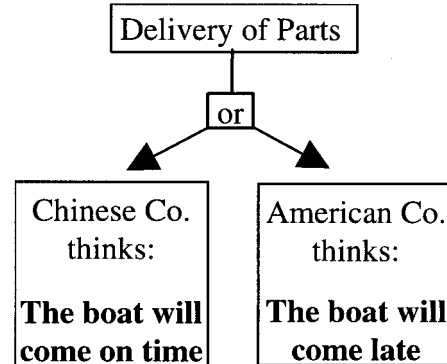 Delivery of Parts
or
Chinese Co.
thinks:
The boat will
come on time
American Co.
thinks:
The boat will
come late